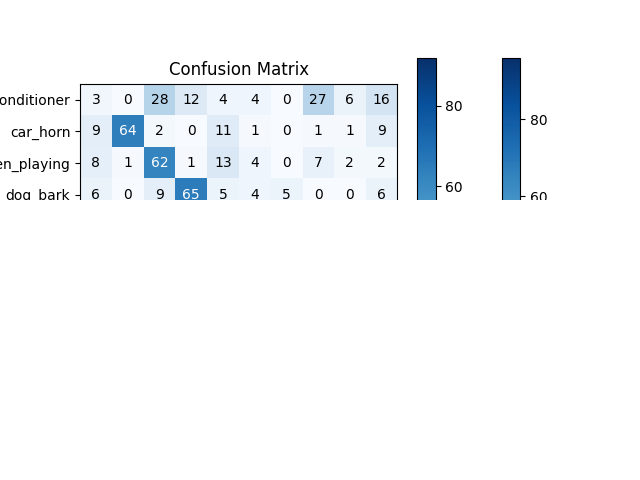 Confusion Matrix
onditioner 3 0 28 12 4 4 0 27 6 16
car_horn 9 64 2 0 11 1 0 1 1 9
en_playing 8 1 62 1 13 4 0 7 2 2
dog_bark 6 0 9 65 5 4 5 0 0 6
80 80
60 60